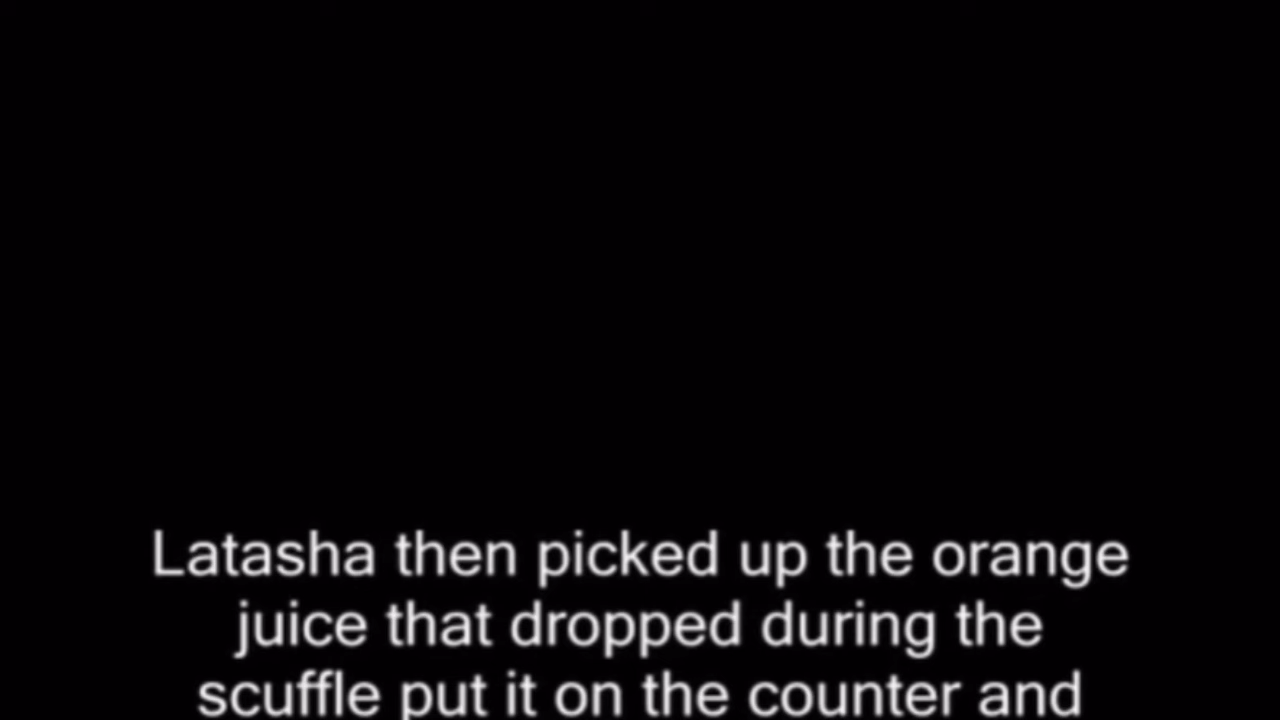 Latasha then picked up the orange
juice that dropped during the
scuffle put it on the counter and